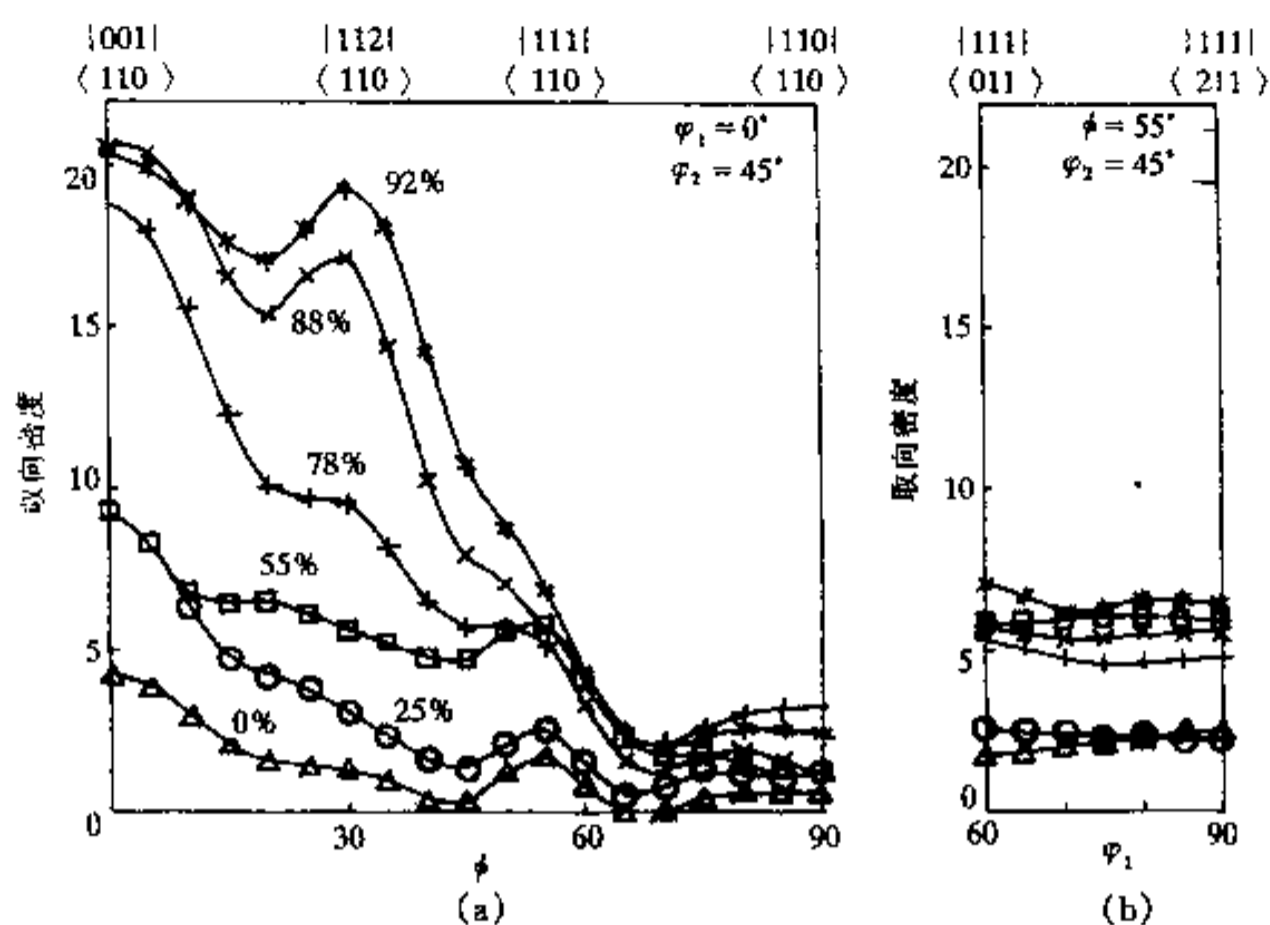 {001} {112} {111} {110}
〈 110 〉 〈 110 〉 〈 110 〉 〈 110 〉
φ₁ = 0°
φ₂ = 45°
20
15
10
5
0
92%
88%
78%
55%
25%
0%
取向密度
0 30 60 90
ϕ
(a)
{111} {111}
〈 011 〉 〈 211 〉
ϕ = 55°
φ₂ = 45°
20
15
10
5
0
取向密度
60 90
φ₁
(b)